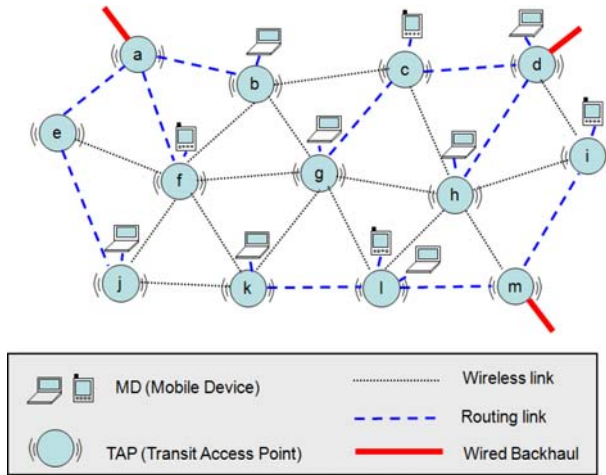 a
b
c
d
e
f
g
h
i
j
k
l
m
MD (Mobile Device)
TAP (Transit Access Point)
Wireless link
Routing link
Wired Backhaul